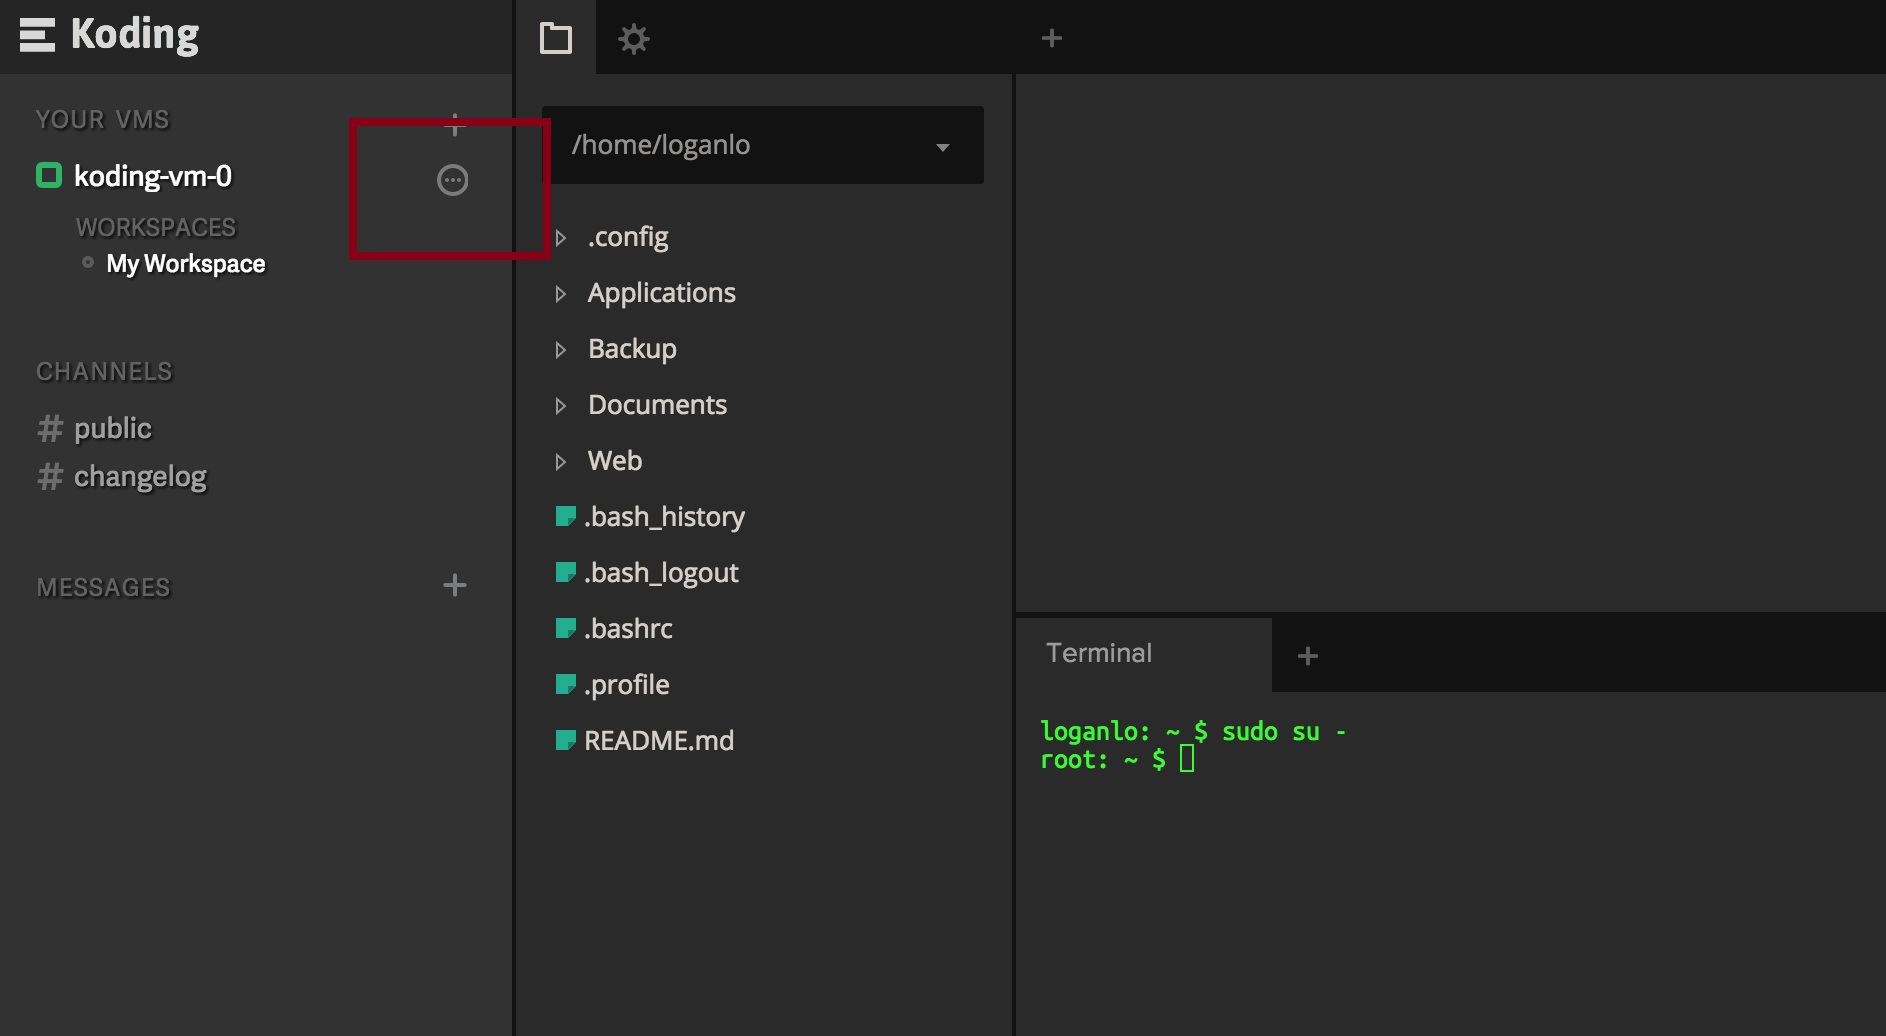 Koding
YOUR VMS
koding-vm-0
WORKSPACES
My Workspace
CHANNELS
# public
# changelog
MESSAGES
/home/loganlo
.config
Applications
Backup
Documents
Web
.bash_history
.bash_logout
.bashrc
.profile
README.md
Terminal
loganlo: ~ $ sudo su -
root: ~ $